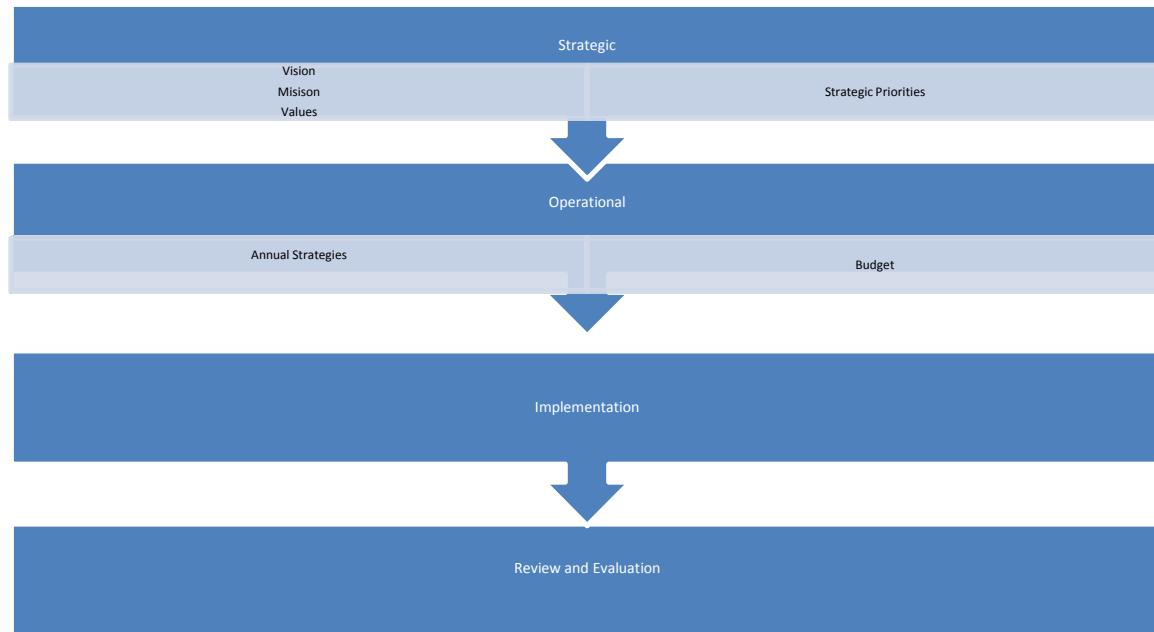 Strategic
Vision
Misison
Values
Strategic Priorities
Operational
Annual Strategies
Budget
Implementation
Review and Evaluation